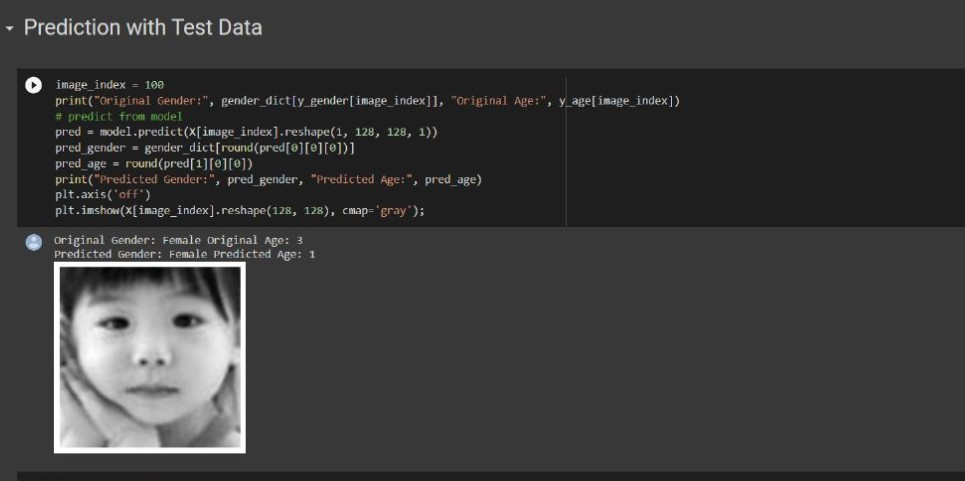 Prediction with Test Data
image_index = 100
print("Original Gender:", gender_dict[y_gender[image_index]], "Original Age:", y_age[image_index])
# predict from model
pred = model.predict(X[image_index].reshape(1, 128, 128, 1))
pred_gender = gender_dict[round(pred[0][0][0])]
pred_age = round(pred[1][0][0])
print("Predicted Gender:", pred_gender, "Predicted Age:", pred_age)
plt.axis('off')
plt.imshow(X[image_index].reshape(128, 128), cmap='gray');
Original Gender: Female Original Age: 3
Predicted Gender: Female Predicted Age: 1